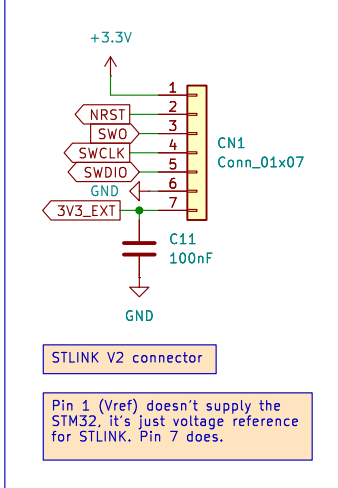 +3.3V
1
NRST 2
SWO 3
CN1
SWCLK 4
Conn_01x07
SWDIO 5
GND 6
3V3_EXT 7
C11
100nF
GND
STLINK V2 connector
Pin 1 (Vref) doesn't supply the
STM32, it's just voltage reference
for STLINK. Pin 7 does.